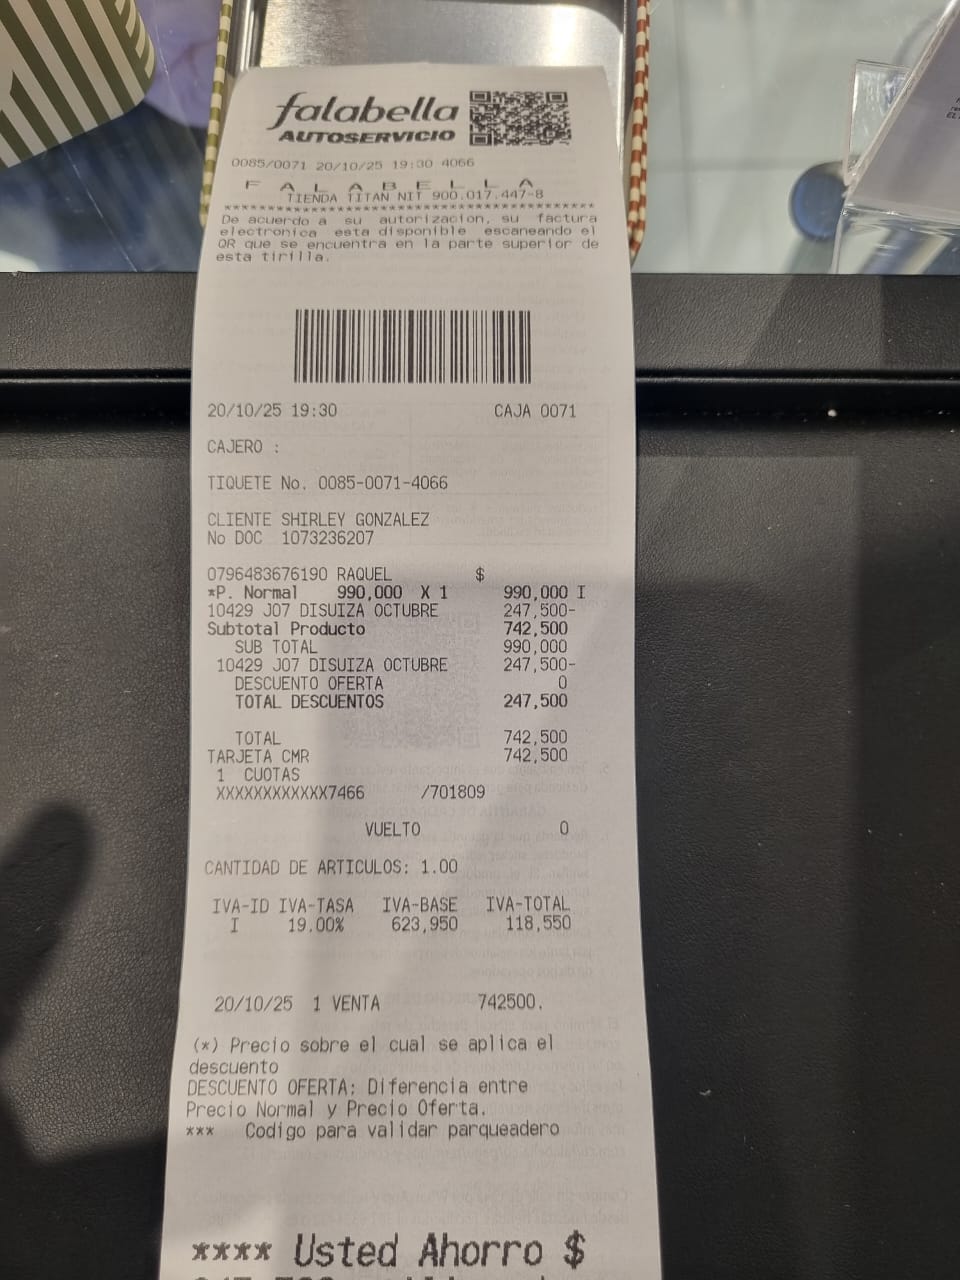 falabella
AUTOSERVICIO
0085/0071 20/10/25 19:30 4066
F A L A B E L L A
TIENDA TITAN NIT 900.017.447-8
*******************************************
De acuerdo a su autorizacion, su factura
electronica esta disponible escaneando el
QR que se encuentra en la parte superior de
esta tirilla.
20/10/25 19:30 CAJA 0071
CAJERO :
TIQUETE No. 0085-0071-4066
CLIENTE SHIRLEY GONZALEZ
No DOC 1073236207
0796483676190 RAQUEL $
*P. Normal 990,000 X 1 990,000 I
10429 J07 DISUIZA OCTUBRE 247,500-
Subtotal Producto 742,500
SUB TOTAL 990,000
10429 J07 DISUIZA OCTUBRE 247,500-
DESCUENTO OFERTA 0
TOTAL DESCUENTOS 247,500
TOTAL 742,500
TARJETA CMR 742,500
1 CUOTAS
XXXXXXXXXXXX7466 /701809
VUELTO 0
CANTIDAD DE ARTICULOS: 1.00
IVA-ID IVA-TASA IVA-BASE IVA-TOTAL
I 19.00% 623,950 118,550
20/10/25 1 VENTA 742500.
(*) Precio sobre el cual se aplica el
descuento
DESCUENTO OFERTA: Diferencia entre
Precio Normal y Precio Oferta.
*** Codigo para validar parqueadero
**** Usted Ahorro $